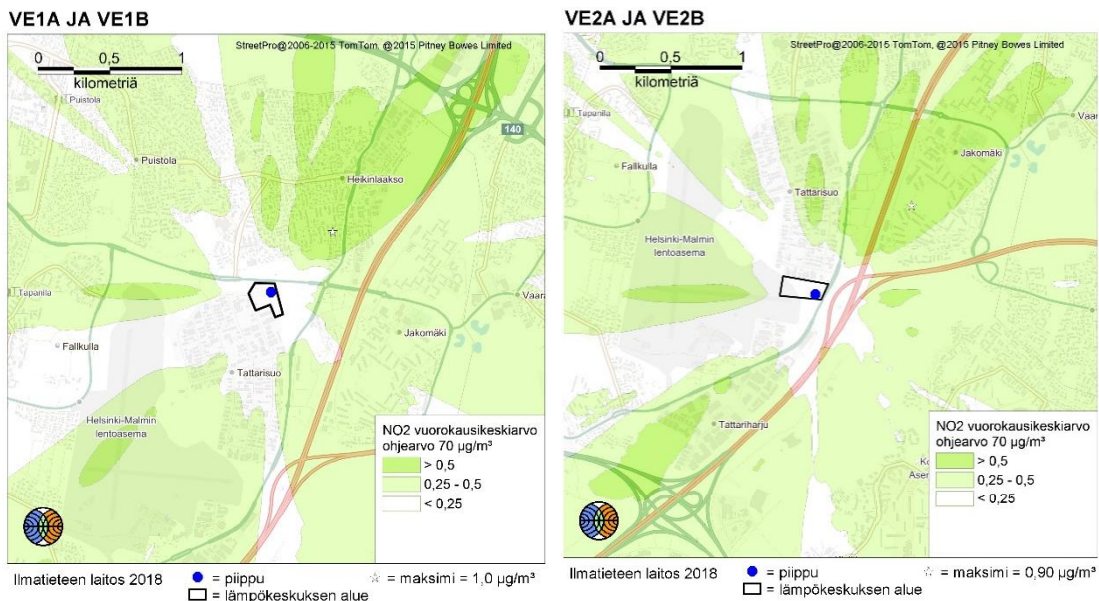 VE1A JA VE1B
StreetPro@2006-2015 TomTom, @2015 Pitney Bowes Limited
0 0,5 1
kilometriä
Puistola
Tapanila
Puistola
140
Heikinlaakso
Tapanila
Vaara
Fallkulla
Jakomäki
Tattarisuo
Helsinki-Malmin
lentoasema
NO2 vuorokausikeskiarvo
ohjearvo 70 µg/m³
> 0,5
0,25 - 0,5
< 0,25
Ilmatieteen laitos 2018
= piippu
= maksimi = 1,0 µg/m³
= lämpökeskuksen alue
VE2A JA VE2B
StreetPro@2006-2015 TomTom, @2015 Pitney Bowes Limited
0 0,5 1
kilometriä
Tapanila
Vaar
Fallkulla
Jakomäki
Tattarisuo
Helsinki-Malmin
lentoasema
Tattariharju
NO2 vuorokausikeskiarvo
ohjearvo 70 µg/m³
> 0,5
0,25 - 0,5
< 0,25
Ilmatieteen laitos 2018
= piippu
= maksimi = 0,90 µg/m³
= lämpökeskuksen alue